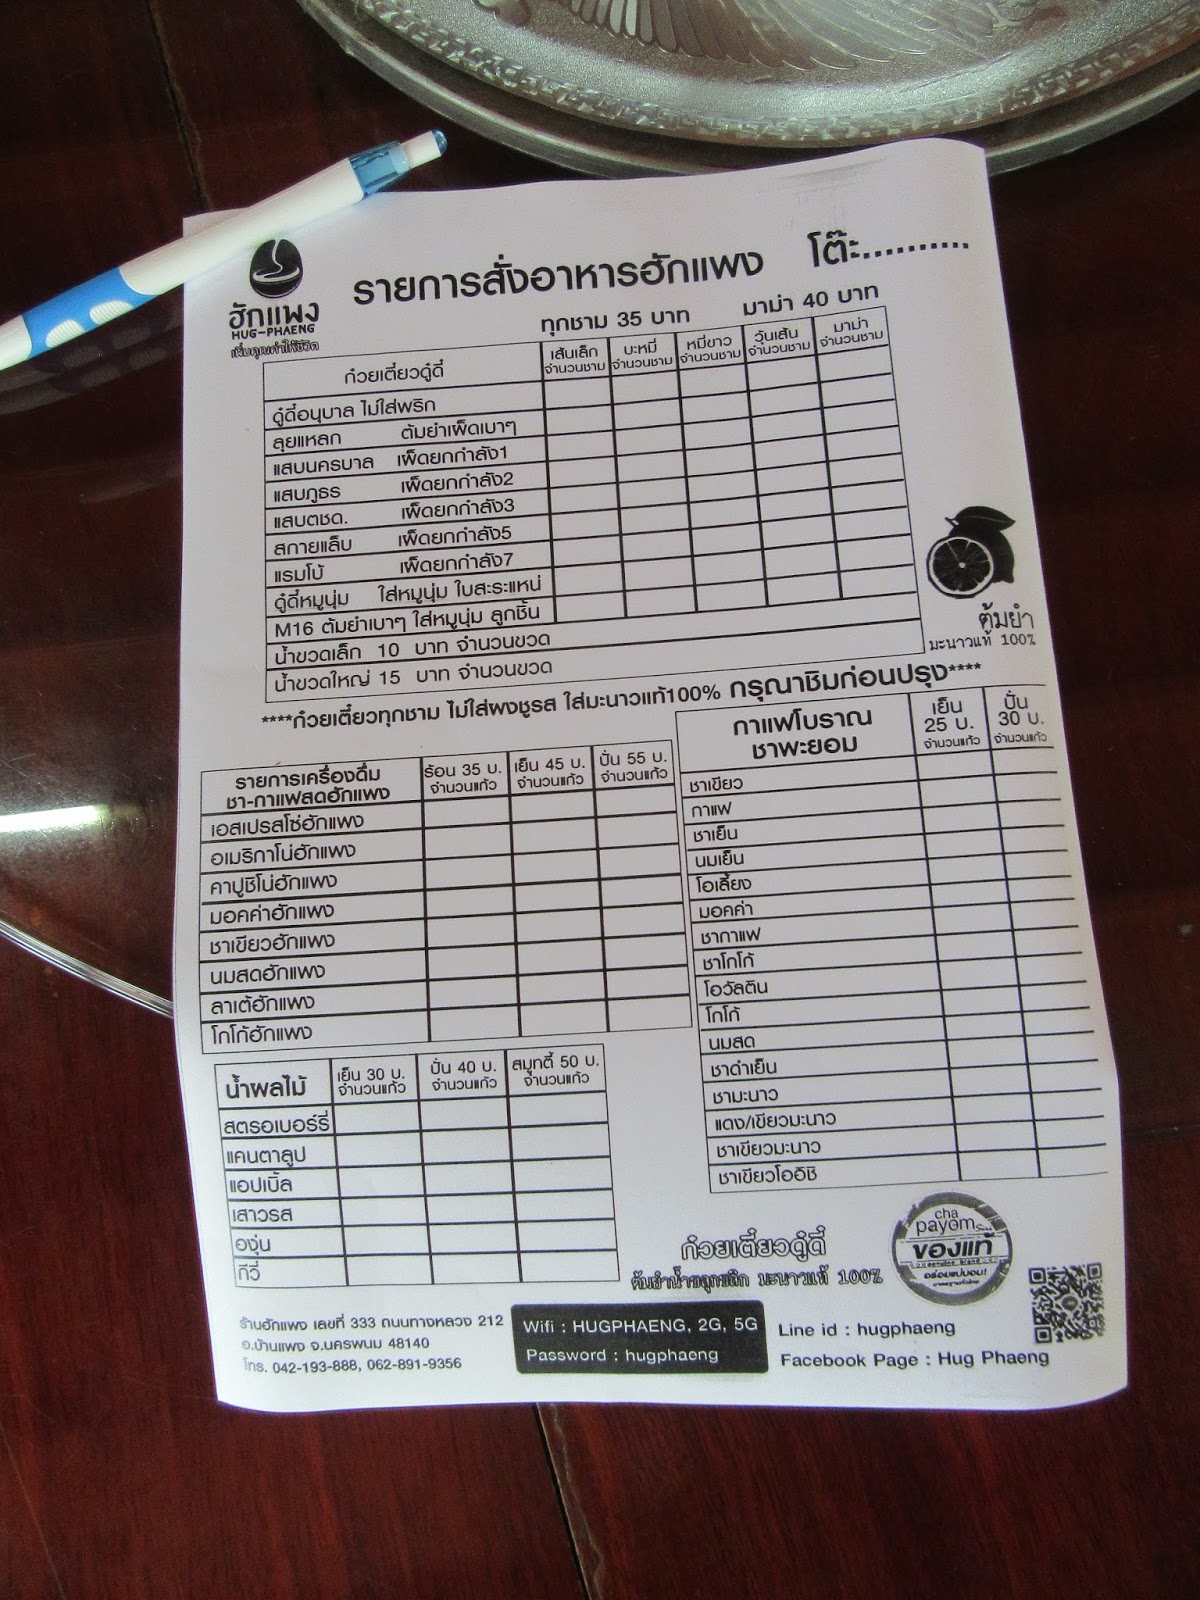 ฮักแพง
HUG-PHAENG
เพิ่มคุณค่าให้ชีวิต
รายการสั่งอาหารฮักแพง โต๊ะ..........
ทุกชาม 35 บาท มาม่า 40 บาท
ก๋วยเตี๋ยวดู๋ดี๋ เส้นเล็ก จำนวนชาม บะหมี่ จำนวนชาม หมี่ขาว จำนวนชาม วุ้นเส้น จำนวนชาม มาม่า จำนวนชาม
ดู๋ดี๋อนุบาล ไม่ใส่พริก
ลุยแหลก ต้มยำเผ็ดเบาๆ
แสบนครบาล เผ็ดยกกำลัง1
แสบภูธร เผ็ดยกกำลัง2
แสบตชด. เผ็ดยกกำลัง3
สกายแล็บ เผ็ดยกกำลัง5
แรมโบ้ เผ็ดยกกำลัง7
ดู๋ดี๋หมูนุ่ม ใส่หมูนุ่ม ใบสะระแหน่
M16 ต้มยำเบาๆ ใส่หมูนุ่ม ลูกชิ้น
น้ำขวดเล็ก 10 บาท จำนวนขวด
น้ำขวดใหญ่ 15 บาท จำนวนขวด
ต้มยำ
มะนาวแท้ 100%
****ก๋วยเตี๋ยวทุกชาม ไม่ใส่ผงชูรส ใส่มะนาวแท้100% กรุณาชิมก่อนปรุง****
รายการเครื่องดื่ม
ชา-กาแฟสดฮักแพง
ร้อน 35 บ. เย็น 45 บ. ปั่น 55 บ.
จำนวนแก้ว จำนวนแก้ว จำนวนแก้ว
เอสเปรสโซ่ฮักแพง
อเมริกาโน่ฮักแพง
คาปูชิโน่ฮักแพง
มอคค่าฮักแพง
ชาเขียวฮักแพง
นมสดฮักแพง
ลาเต้ฮักแพง
โกโก้ฮักแพง
กาแฟโบราณ
ชาพะยอม
เย็น ปั่น
25 บ. 30 บ.
จำนวนแก้ว จำนวนแก้ว
ชาเขียว
กาแฟ
ชาเย็น
นมเย็น
โอเลี้ยง
มอคค่า
ชากาแฟ
ชาโกโก้
โอวัลติน
โกโก้
นมสด
ชาดำเย็น
ชามะนาว
แดง/เขียวมะนาว
ชาเขียวมะนาว
ชาเขียวโออิชิ
น้ำผลไม้
เย็น 30 บ. ปั่น 40 บ. สมูทตี้ 50 บ.
จำนวนแก้ว จำนวนแก้ว จำนวนแก้ว
สตรอเบอร์รี่
แคนตาลูป
แอปเปิ้ล
เสาวรส
องุ่น
กีวี่
ก๋วยเตี๋ยวดู๋ดี๋
ต้มยำน้ำขลุกขลิก มะนาวแท้ 100%
cha
payom
ของแท้
ร้านฮักแพง เลขที่ 333 ถนนทางหลวง 212
อ.บ้านแพง จ.นครพนม 48140
โทร. 042-193-888, 062-891-9356
Wifi : HUGPHAENG, 2G, 5G
Password : hugphaeng
Line id : hugphaeng
Facebook Page : Hug Phaeng